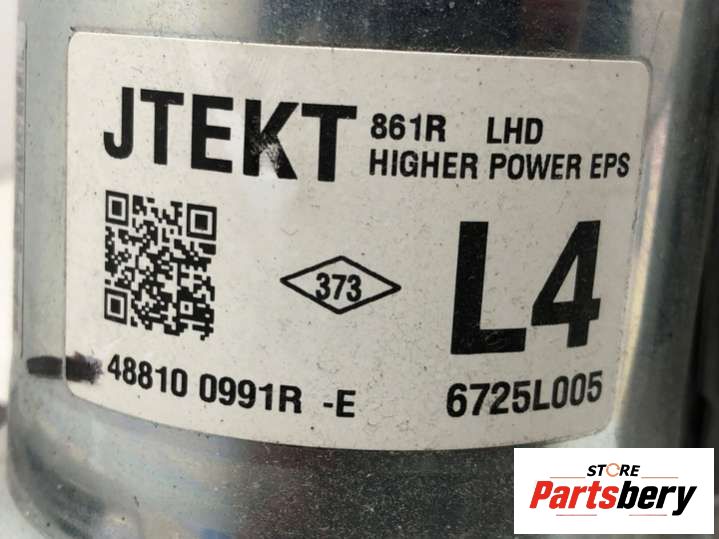 JTEKT 861R LHD
HIGHER POWER EPS
373
L4
48810 0991R -E 6725L005
STORE
Partsbery